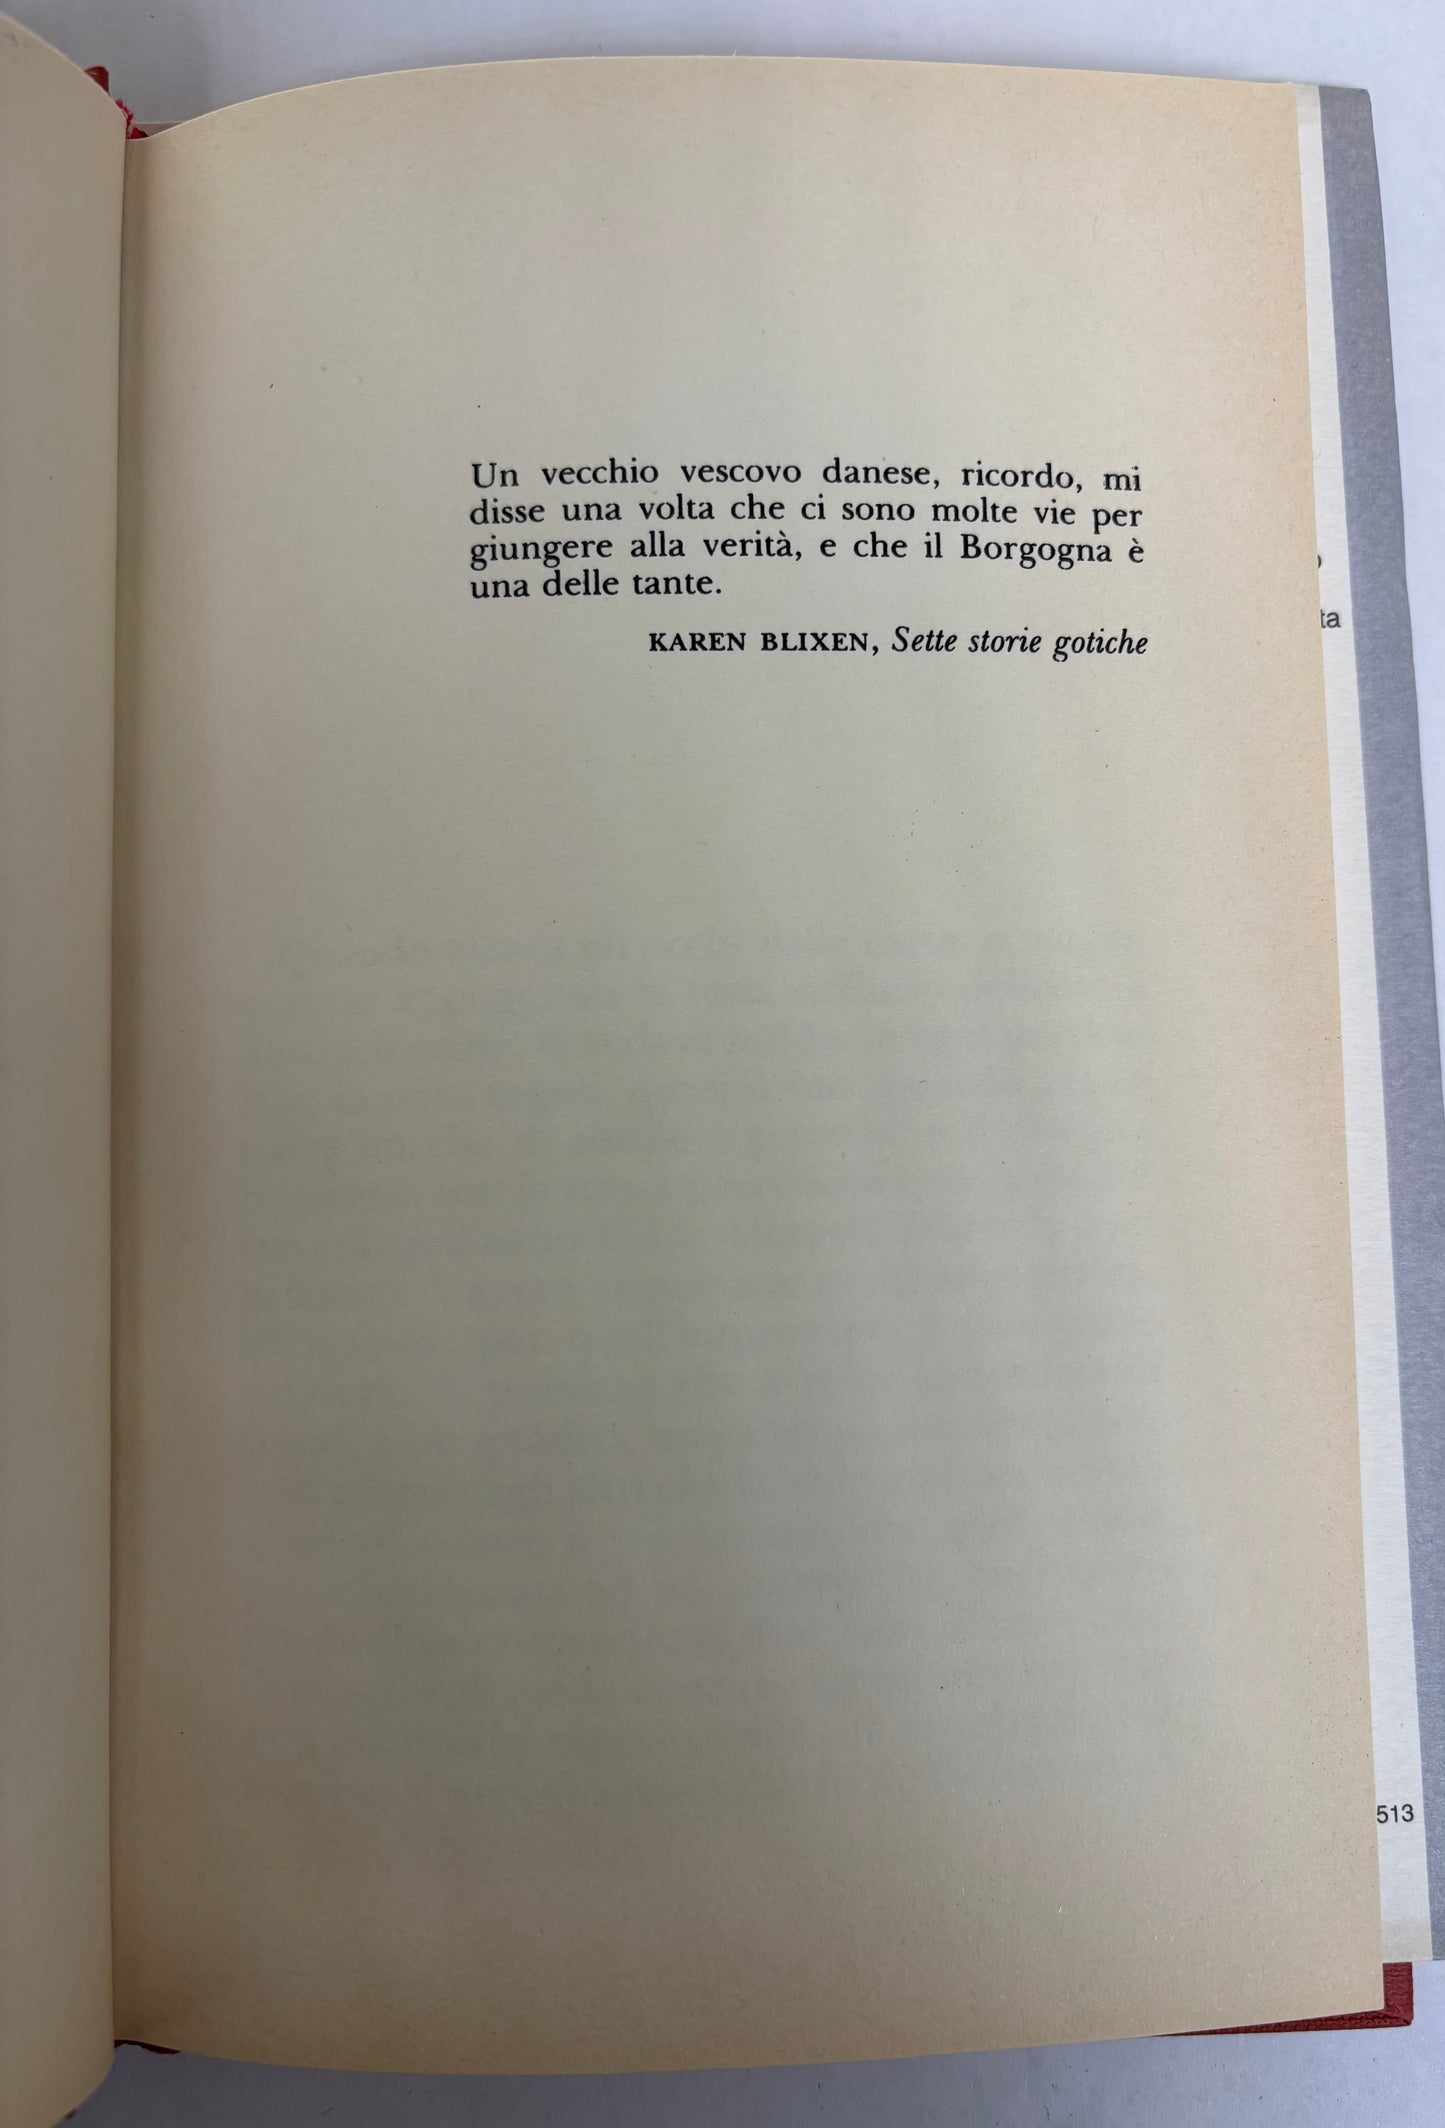 Un vecchio vescovo danese, ricordo, mi
disse una volta che ci sono molte vie per
giungere alla verità, e che il Borgogna è
una delle tante.
KAREN BLIXEN, Sette storie gotiche
ta
513